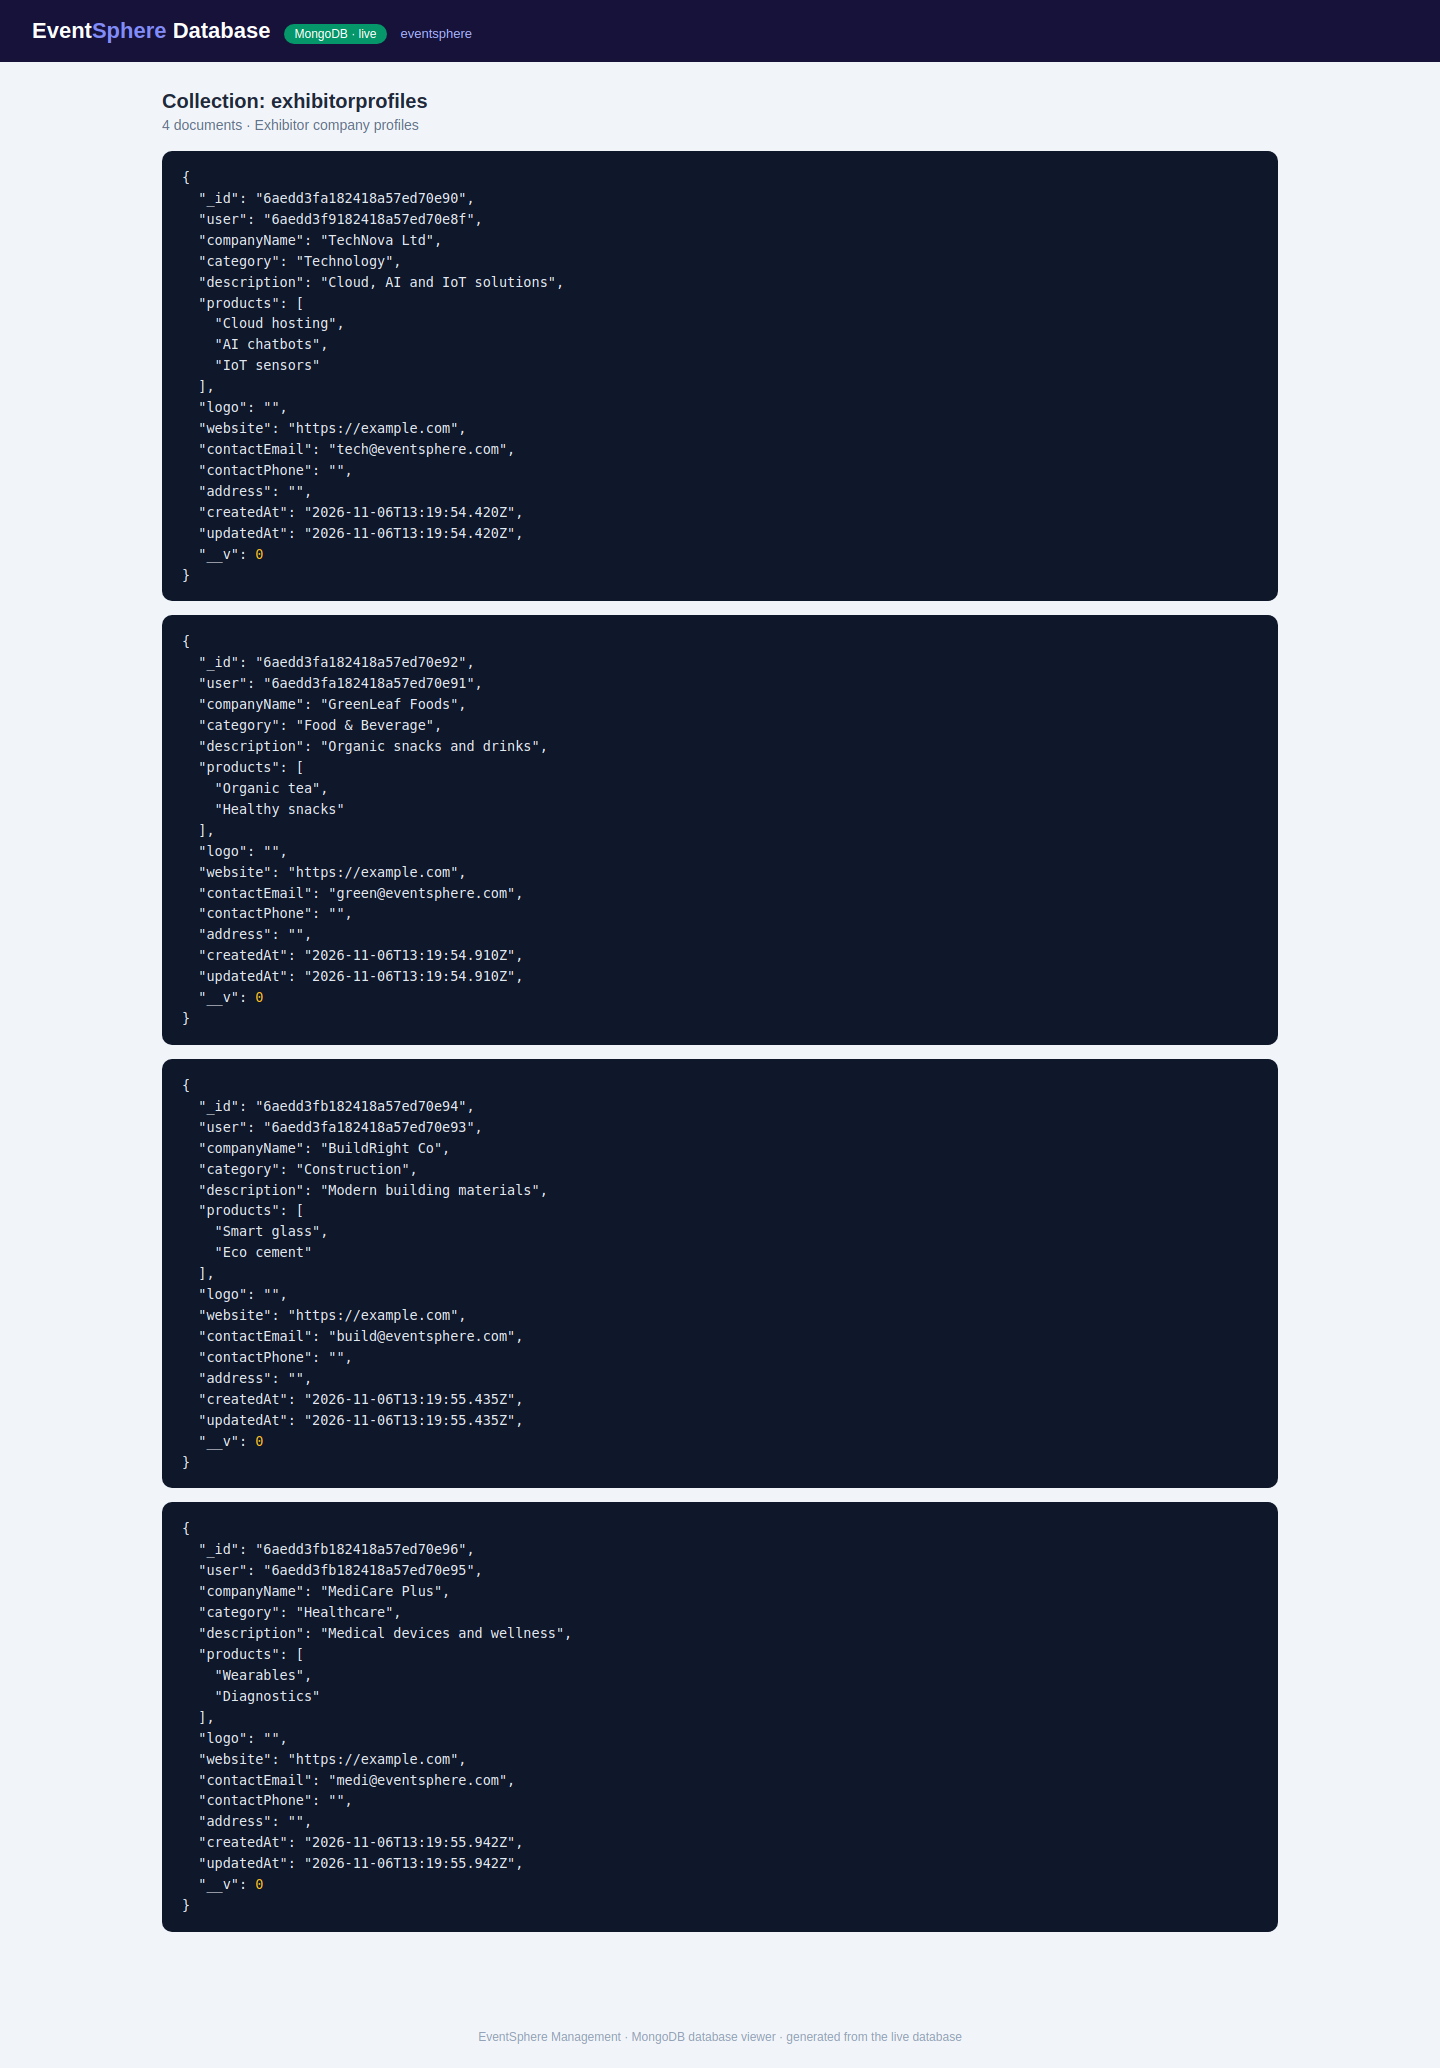 EventSphere Database MongoDB · live eventsphere
Collection: exhibitorprofiles
4 documents · Exhibitor company profiles
{
  "_id": "6aedd3fa182418a57ed70e90",
  "user": "6aedd3f9182418a57ed70e8f",
  "companyName": "TechNova Ltd",
  "category": "Technology",
  "description": "Cloud, AI and IoT solutions",
  "products": [
    "Cloud hosting",
    "AI chatbots",
    "IoT sensors"
  ],
  "logo": "",
  "website": "https://example.com",
  "contactEmail": "tech@eventsphere.com",
  "contactPhone": "",
  "address": "",
  "createdAt": "2026-11-06T13:19:54.420Z",
  "updatedAt": "2026-11-06T13:19:54.420Z",
  "__v": 0
}
{
  "_id": "6aedd3fa182418a57ed70e92",
  "user": "6aedd3fa182418a57ed70e91",
  "companyName": "GreenLeaf Foods",
  "category": "Food & Beverage",
  "description": "Organic snacks and drinks",
  "products": [
    "Organic tea",
    "Healthy snacks"
  ],
  "logo": "",
  "website": "https://example.com",
  "contactEmail": "green@eventsphere.com",
  "contactPhone": "",
  "address": "",
  "createdAt": "2026-11-06T13:19:54.910Z",
  "updatedAt": "2026-11-06T13:19:54.910Z",
  "__v": 0
}
{
  "_id": "6aedd3fb182418a57ed70e94",
  "user": "6aedd3fa182418a57ed70e93",
  "companyName": "BuildRight Co",
  "category": "Construction",
  "description": "Modern building materials",
  "products": [
    "Smart glass",
    "Eco cement"
  ],
  "logo": "",
  "website": "https://example.com",
  "contactEmail": "build@eventsphere.com",
  "contactPhone": "",
  "address": "",
  "createdAt": "2026-11-06T13:19:55.435Z",
  "updatedAt": "2026-11-06T13:19:55.435Z",
  "__v": 0
}
{
  "_id": "6aedd3fb182418a57ed70e96",
  "user": "6aedd3fb182418a57ed70e95",
  "companyName": "MediCare Plus",
  "category": "Healthcare",
  "description": "Medical devices and wellness",
  "products": [
    "Wearables",
    "Diagnostics"
  ],
  "logo": "",
  "website": "https://example.com",
  "contactEmail": "medi@eventsphere.com",
  "contactPhone": "",
  "address": "",
  "createdAt": "2026-11-06T13:19:55.942Z",
  "updatedAt": "2026-11-06T13:19:55.942Z",
  "__v": 0
}
EventSphere Management · MongoDB database viewer · generated from the live database